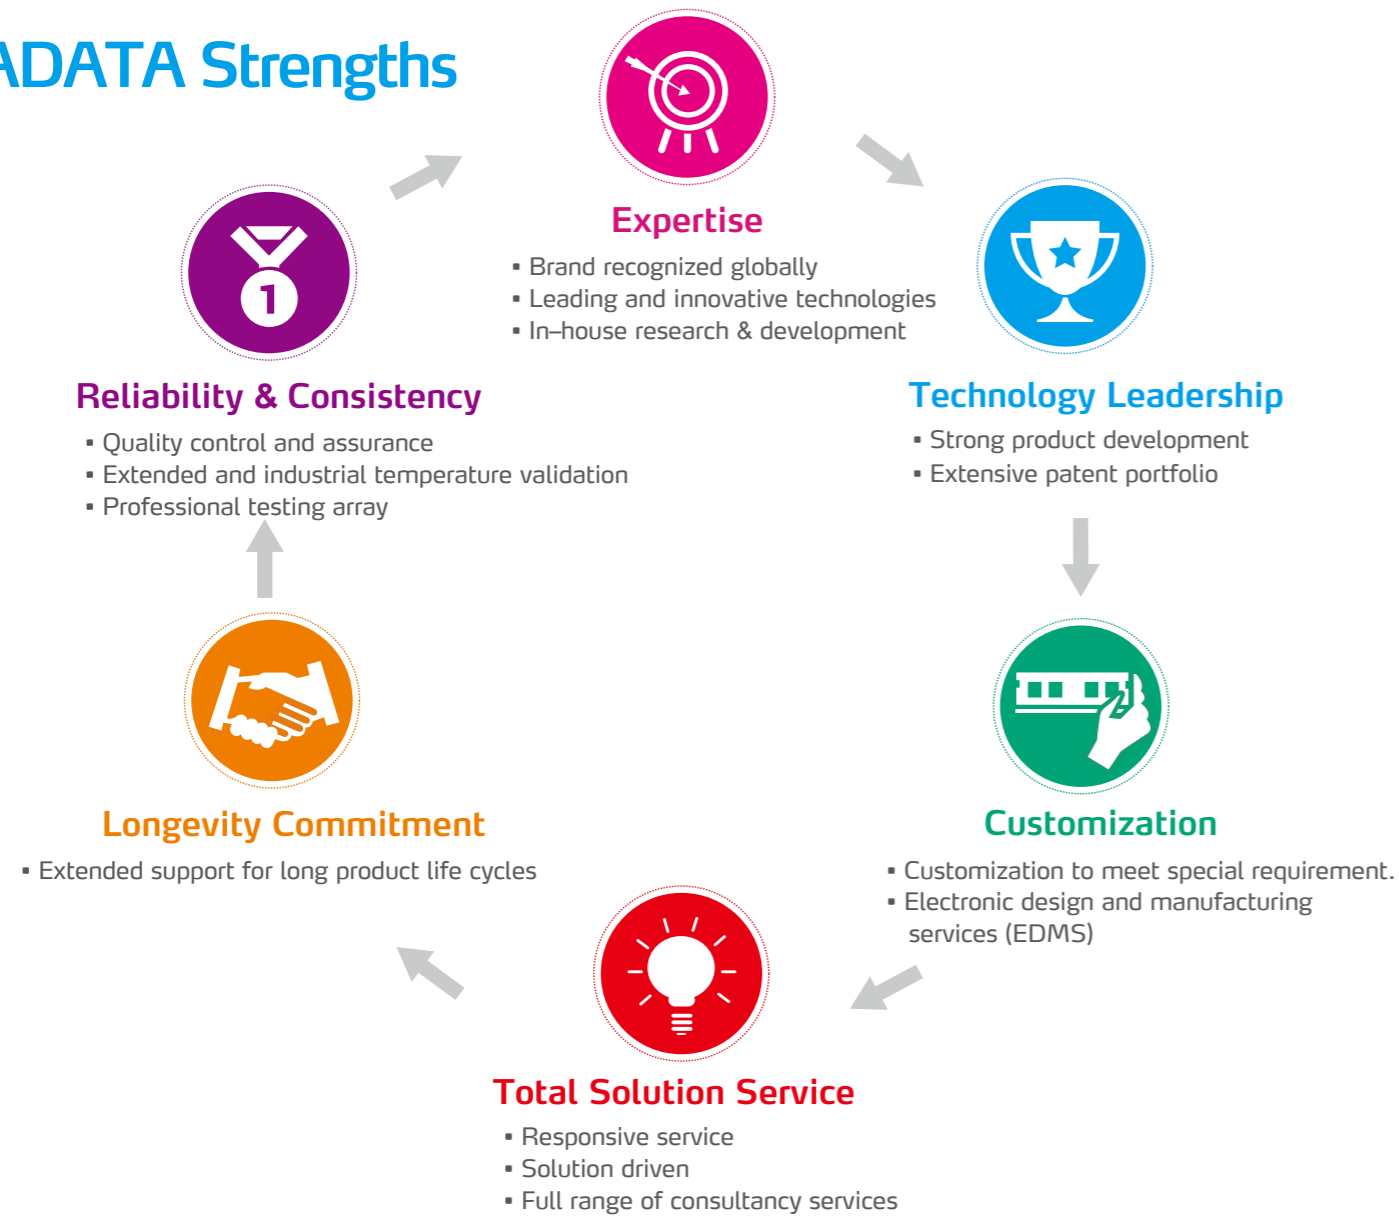 ADATA Strengths
Expertise
▪ Brand recognized globally
▪ Leading and innovative technologies
▪ In–house research & development
Technology Leadership
▪ Strong product development
▪ Extensive patent portfolio
Customization
▪ Customization to meet special requirement.
▪ Electronic design and manufacturing
services (EDMS)
Total Solution Service
▪ Responsive service
▪ Solution driven
▪ Full range of consultancy services
Longevity Commitment
▪ Extended support for long product life cycles
1
Reliability & Consistency
▪ Quality control and assurance
▪ Extended and industrial temperature validation
▪ Professional testing array